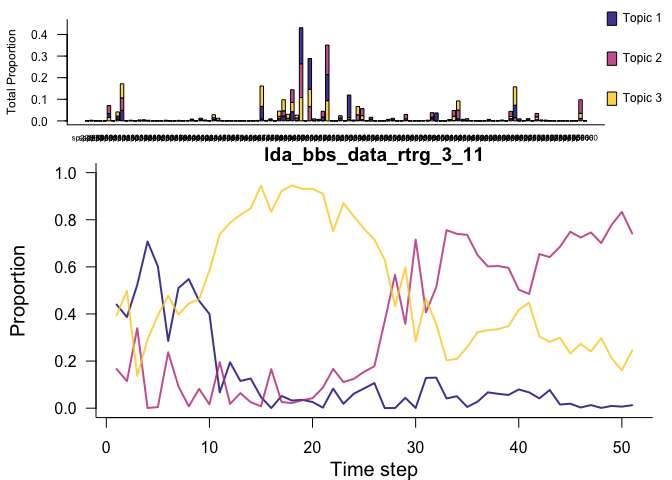 Topic 1
Topic 2
Topic 3
Total Proportion
0.4
0.3
0.2
0.1
0.0
lda_bbs_data_rtrg_3_11
Proportion
1.0
0.8
0.6
0.4
0.2
0.0
0 10 20 30 40 50
Time step